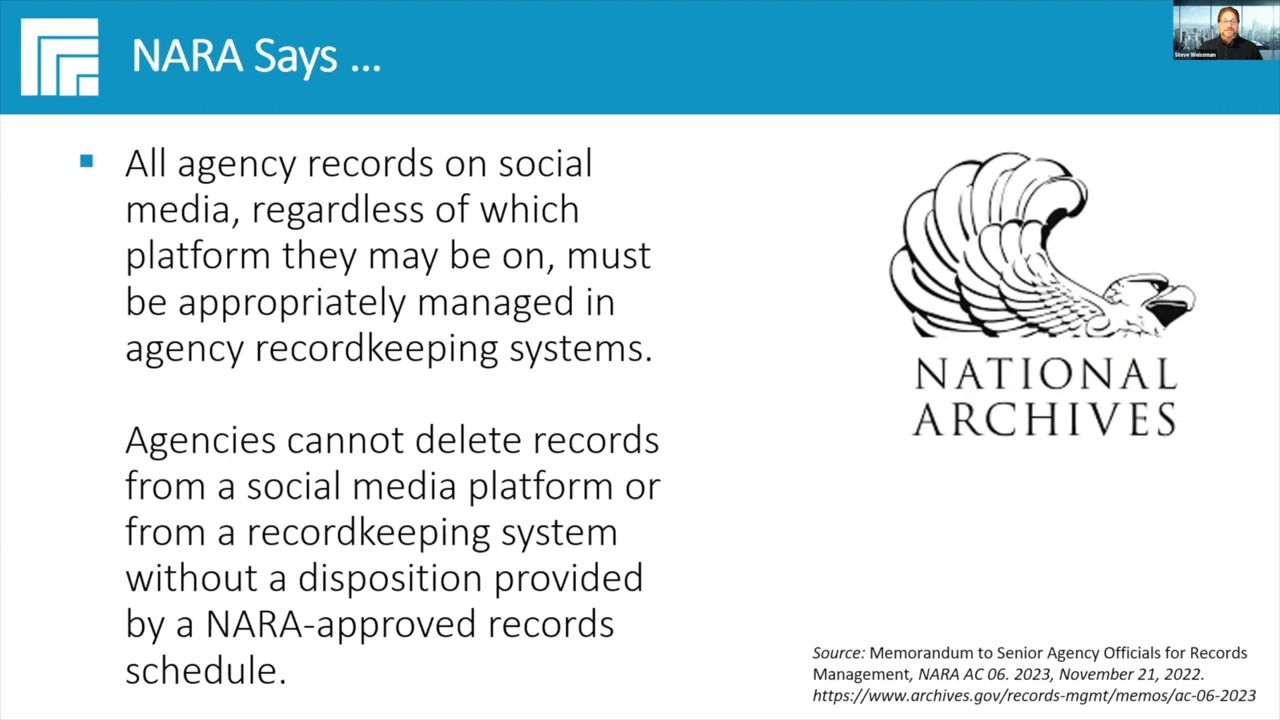 NARA Says ...
Steve Weissman
All agency records on social
media, regardless of which
platform they may be on, must
be appropriately managed in
agency recordkeeping systems.
Agencies cannot delete records
from a social media platform or
from a recordkeeping system
without a disposition provided
by a NARA-approved records
schedule.
NATIONAL
ARCHIVES
Source: Memorandum to Senior Agency Officials for Records
Management, NARA AC 06. 2023, November 21, 2022.
https://www.archives.gov/records-mgmt/memos/ac-06-2023